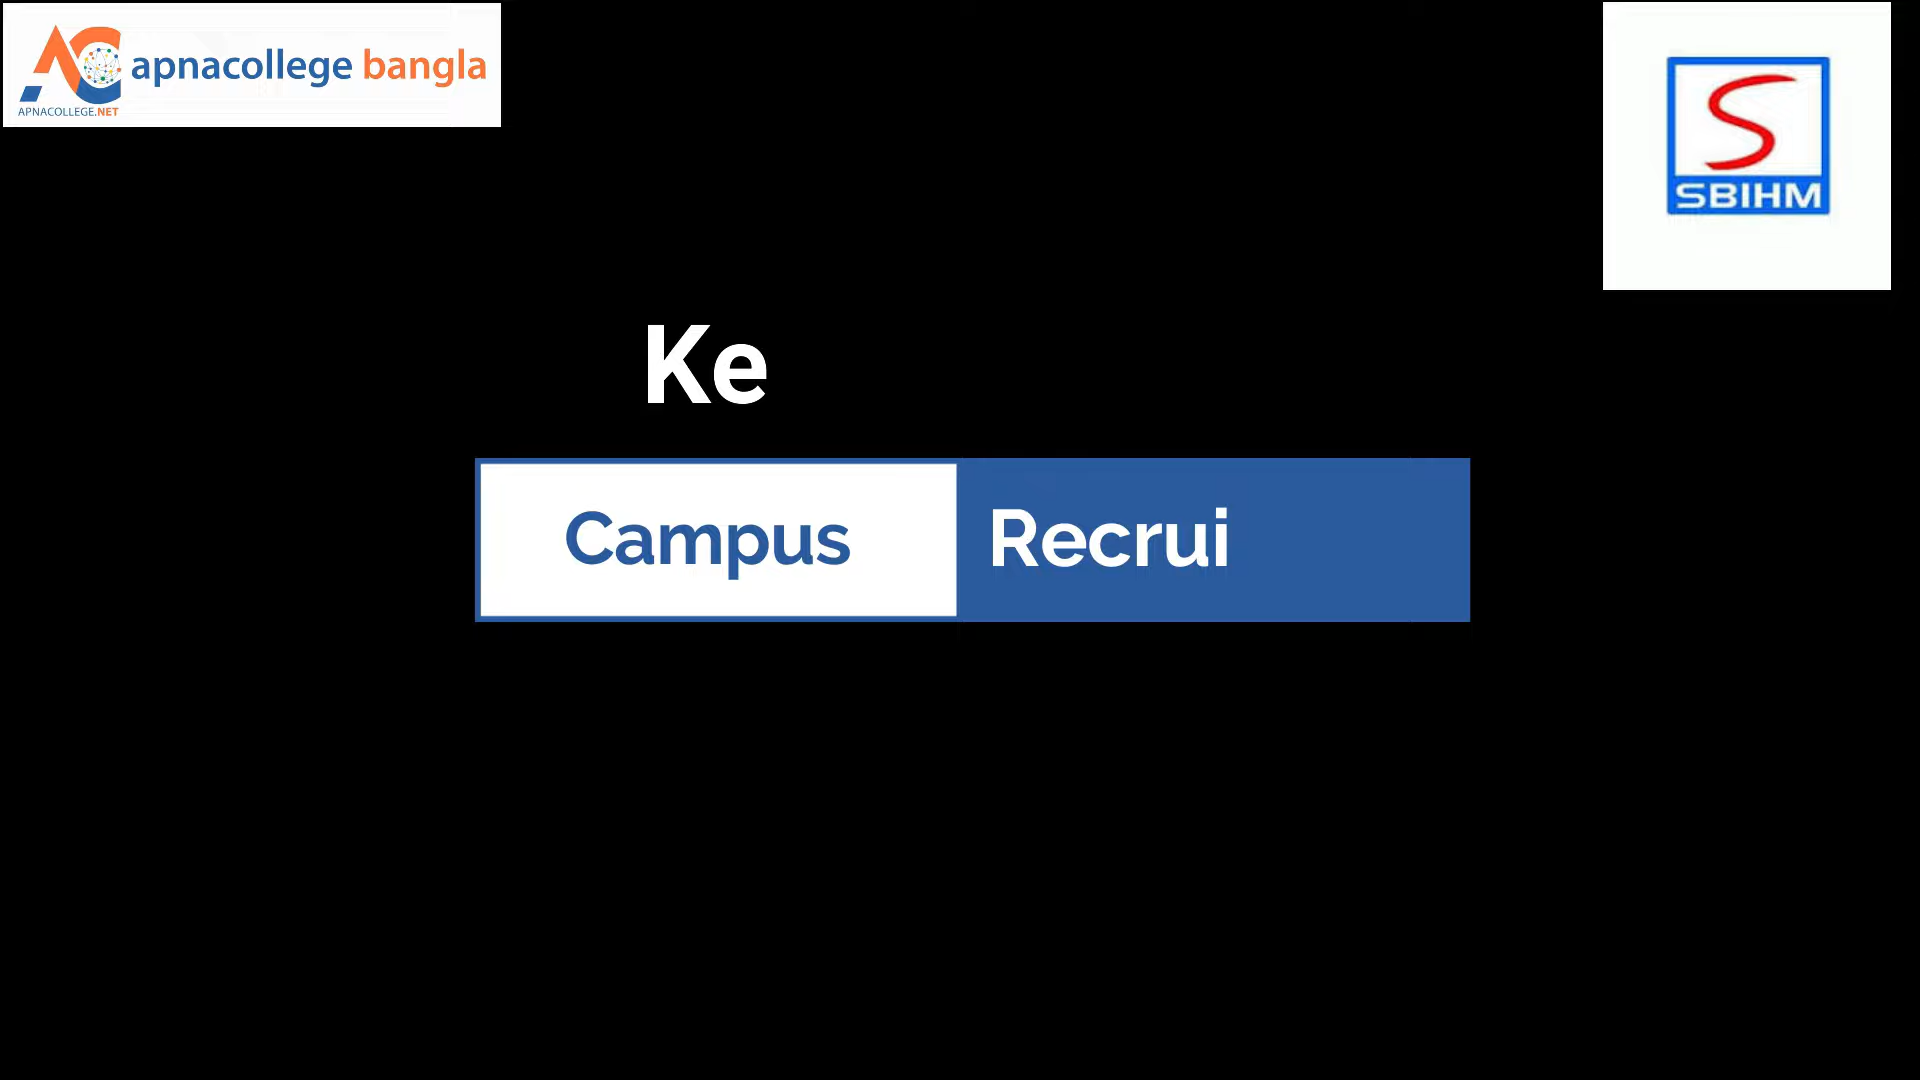 apnacollege bangla
APNACOLLEGE.NET
SBIHM
Ke
Campus Recrui